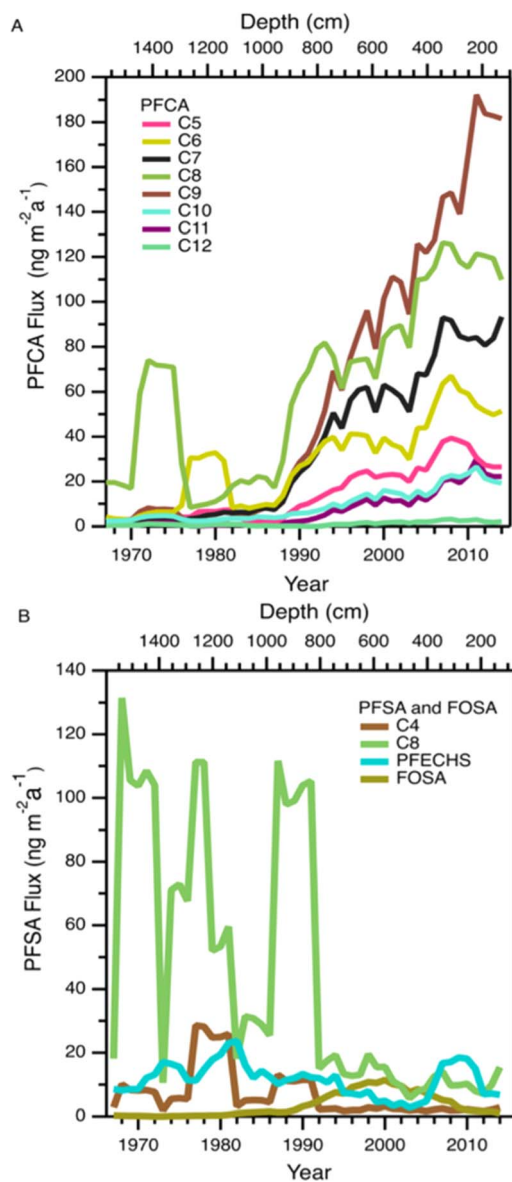 A
Depth (cm)
1400 1200 1000 800 600 400 200
200
180
160
140
120
100
80
60
40
20
0
PFCA Flux (ng m⁻²a⁻¹)
PFCA
C5
C6
C7
C8
C9
C10
C11
C12
1970 1980 1990 2000 2010
Year
B
Depth (cm)
1400 1200 1000 800 600 400 200
140
120
100
80
60
40
20
0
PFSA Flux (ng m⁻²a⁻¹)
PFSA and FOSA
C4
C8
PFECHS
FOSA
1970 1980 1990 2000 2010
Year